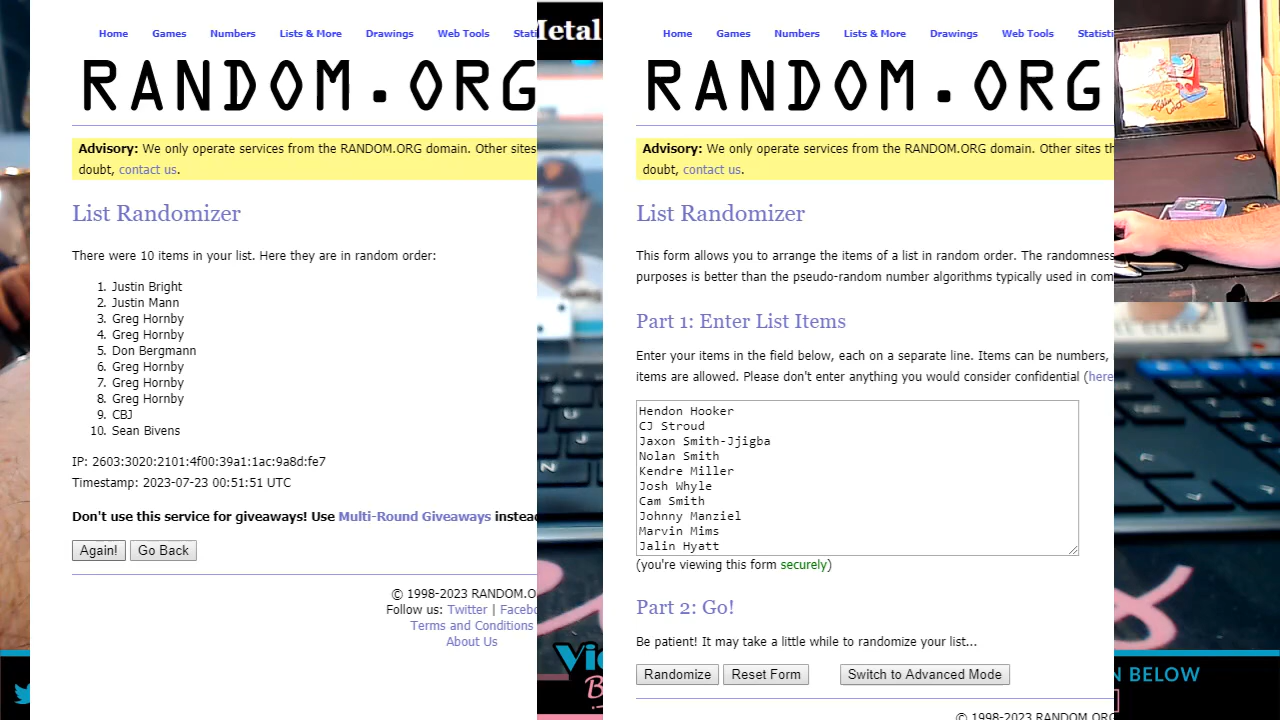 Home Games Numbers Lists & More Drawings Web Tools
RANDOM.ORG
Advisory: We only operate services from the RANDOM.ORG domain. Other sites
doubt, contact us.
List Randomizer
There were 10 items in your list. Here they are in random order:
1. Justin Bright
2. Justin Mann
3. Greg Hornby
4. Greg Hornby
5. Don Bergmann
6. Greg Hornby
7. Greg Hornby
8. Greg Hornby
9. CBJ
10. Sean Bivens
IP: 2603:3020:2101:4f00:39a1:1ac:9a8d:fe7
Timestamp: 2023-07-23 00:51:51 UTC
Don't use this service for giveaways! Use Multi-Round Giveaways
Again! Go Back
© 1998-2023 RANDOM.O
Follow us: Twitter |
Terms and Conditions
About Us
Metal
Home Games Numbers Lists & More Drawings Web Tools
RANDOM.ORG
Advisory: We only operate services from the RANDOM.ORG domain. Other sites
doubt, contact us.
List Randomizer
This form allows you to arrange the items of a list in random order. The randomness
purposes is better than the pseudo-random number algorithms typically used in com
Part 1: Enter List Items
Enter your items in the field below, each on a separate line. Items can be numbers,
items are allowed. Please don't enter anything you would consider confidential (here
Hendon Hooker
CJ Stroud
Jaxon Smith-Jjigba
Nolan Smith
Kendre Miller
Josh Whyle
Cam Smith
Johnny Manziel
Marvin Mims
Jalin Hyatt
(you're viewing this form securely)
Part 2: Go!
Be patient! It may take a little while to randomize your list...
Randomize Reset Form Switch to Advanced Mode
© 1998-2023 RANDOM.ORG
BELOW